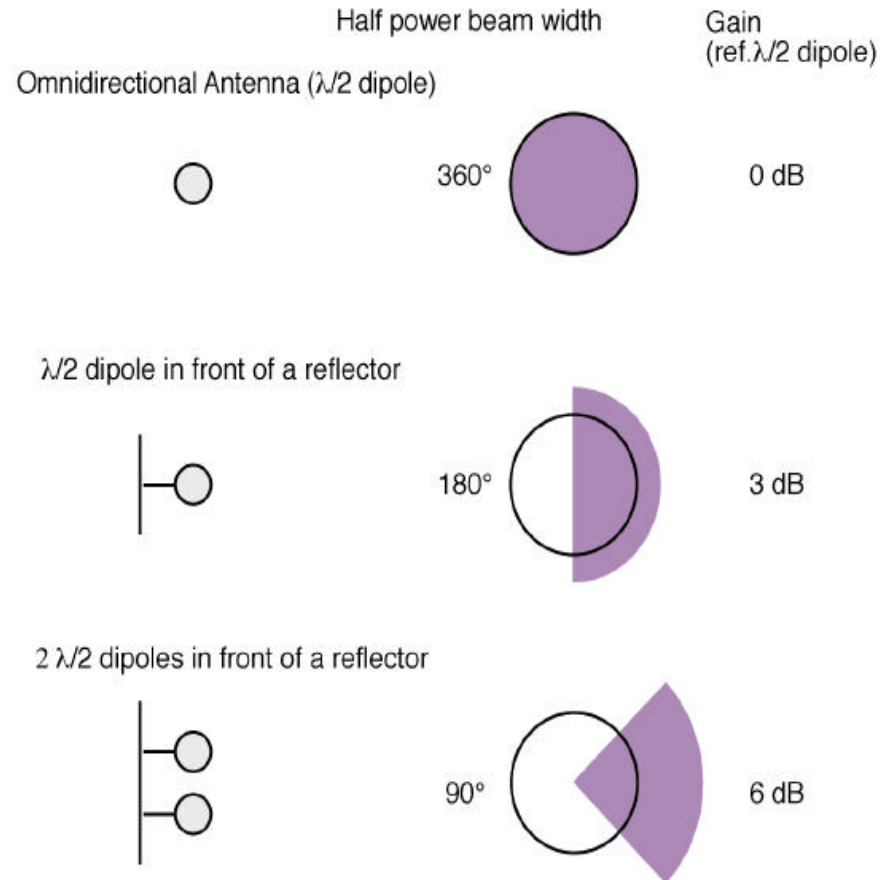 Half power beam width
Gain
(ref.λ/2 dipole)
Omnidirectional Antenna (λ/2 dipole)
360°
0 dB
λ/2 dipole in front of a reflector
180°
3 dB
2 λ/2 dipoles in front of a reflector
90°
6 dB